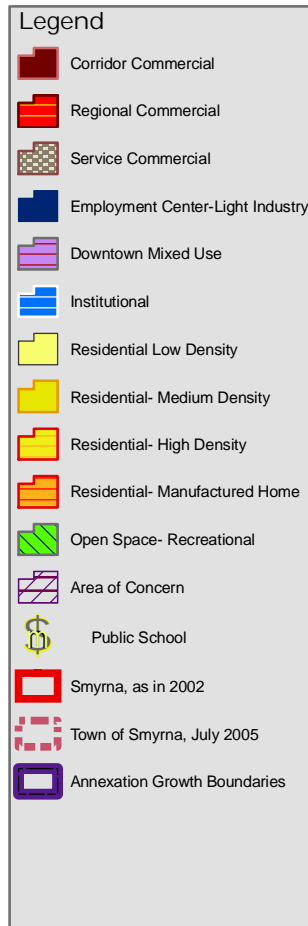 Legend
Corridor Commercial
Regional Commercial
Service Commercial
Employment Center-Light Industry
Downtown Mixed Use
Institutional
Residential Low Density
Residential- Medium Density
Residential- High Density
Residential- Manufactured Home
Open Space- Recreational
Area of Concern
Public School
Smyrna, as in 2002
Town of Smyrna, July 2005
Annexation Growth Boundaries